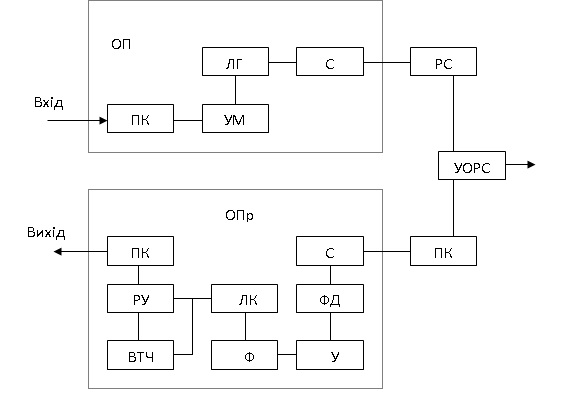 ОП
ЛГ
С
РС
Вхід
ПК
УМ
УОРС
ОПр
Вихід
ПК
С
ПК
РУ
ЛК
ФД
ВТЧ
Ф
У